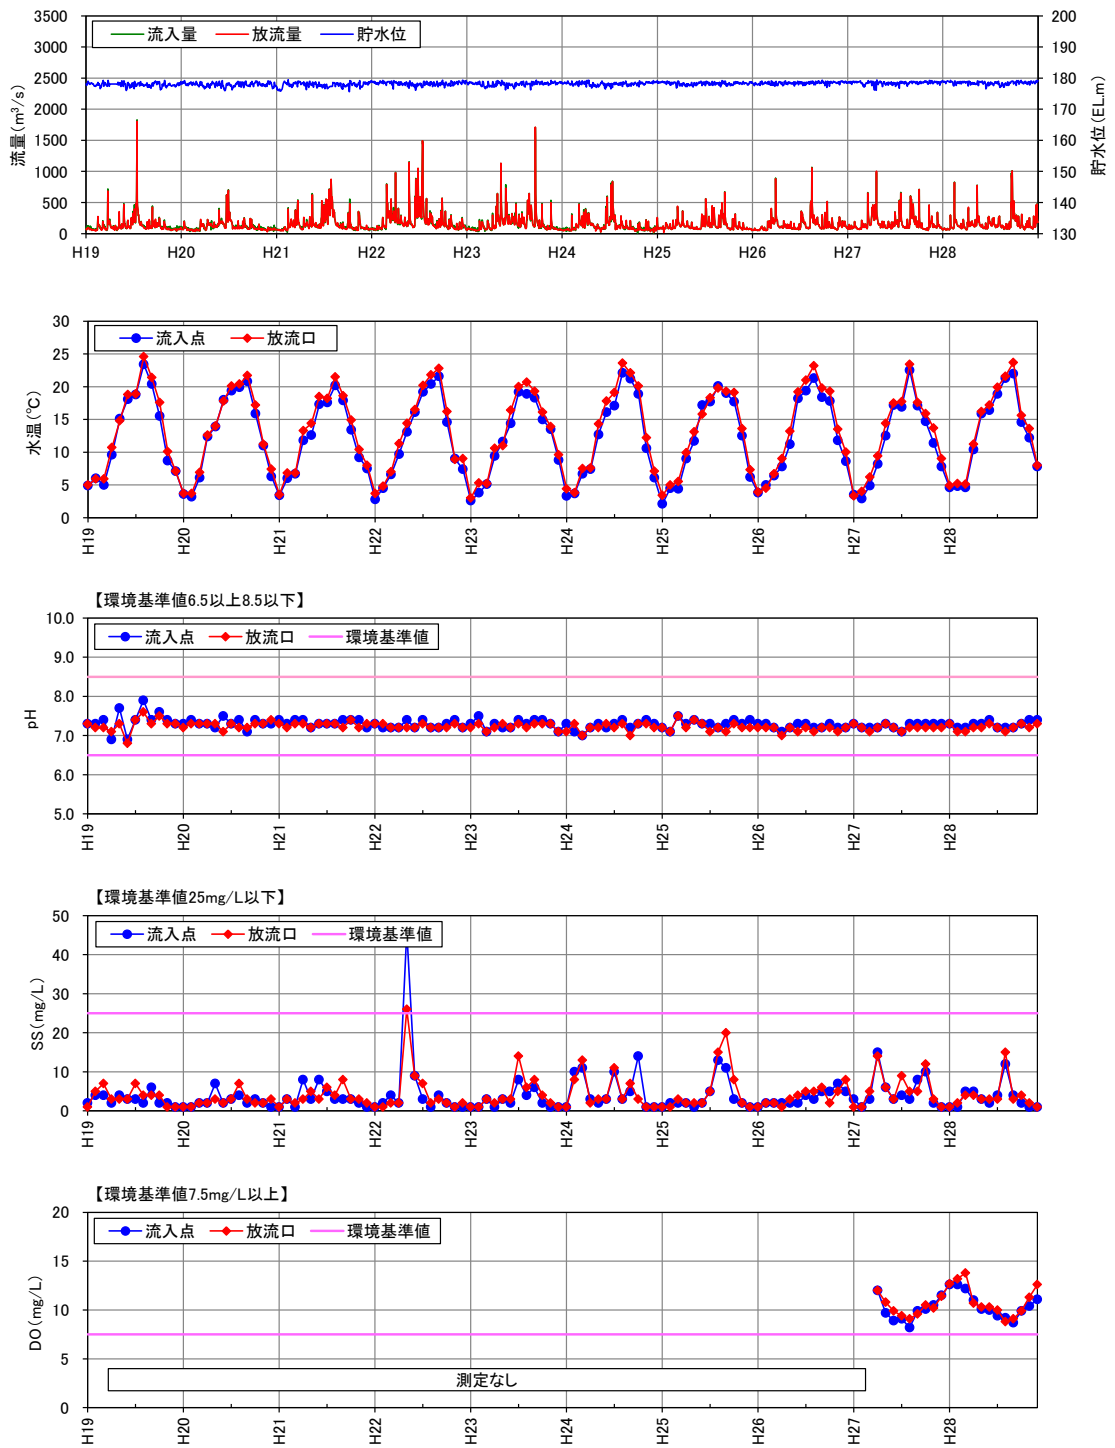 3500
3000
2500
2000
1500
1000
500
0
流量(m³/s)
流入量 放流量 貯水位
200
190
180
170
160
150
140
130
貯水位(EL.m)
H19 H20 H21 H22 H23 H24 H25 H26 H27 H28
30
25
20
15
10
5
0
水温(℃)
流入点 放流口
H19 H20 H21 H22 H23 H24 H25 H26 H27 H28
【環境基準値6.5以上8.5以下】
10.0
9.0
8.0
7.0
6.0
5.0
pH
流入点 放流口 環境基準値
H19 H20 H21 H22 H23 H24 H25 H26 H27 H28
【環境基準値25mg/L以下】
50
40
30
20
10
0
SS(mg/L)
流入点 放流口 環境基準値
H19 H20 H21 H22 H23 H24 H25 H26 H27 H28
【環境基準値7.5mg/L以上】
20
15
10
5
0
DO(mg/L)
流入点 放流口 環境基準値
測定なし
H19 H20 H21 H22 H23 H24 H25 H26 H27 H28